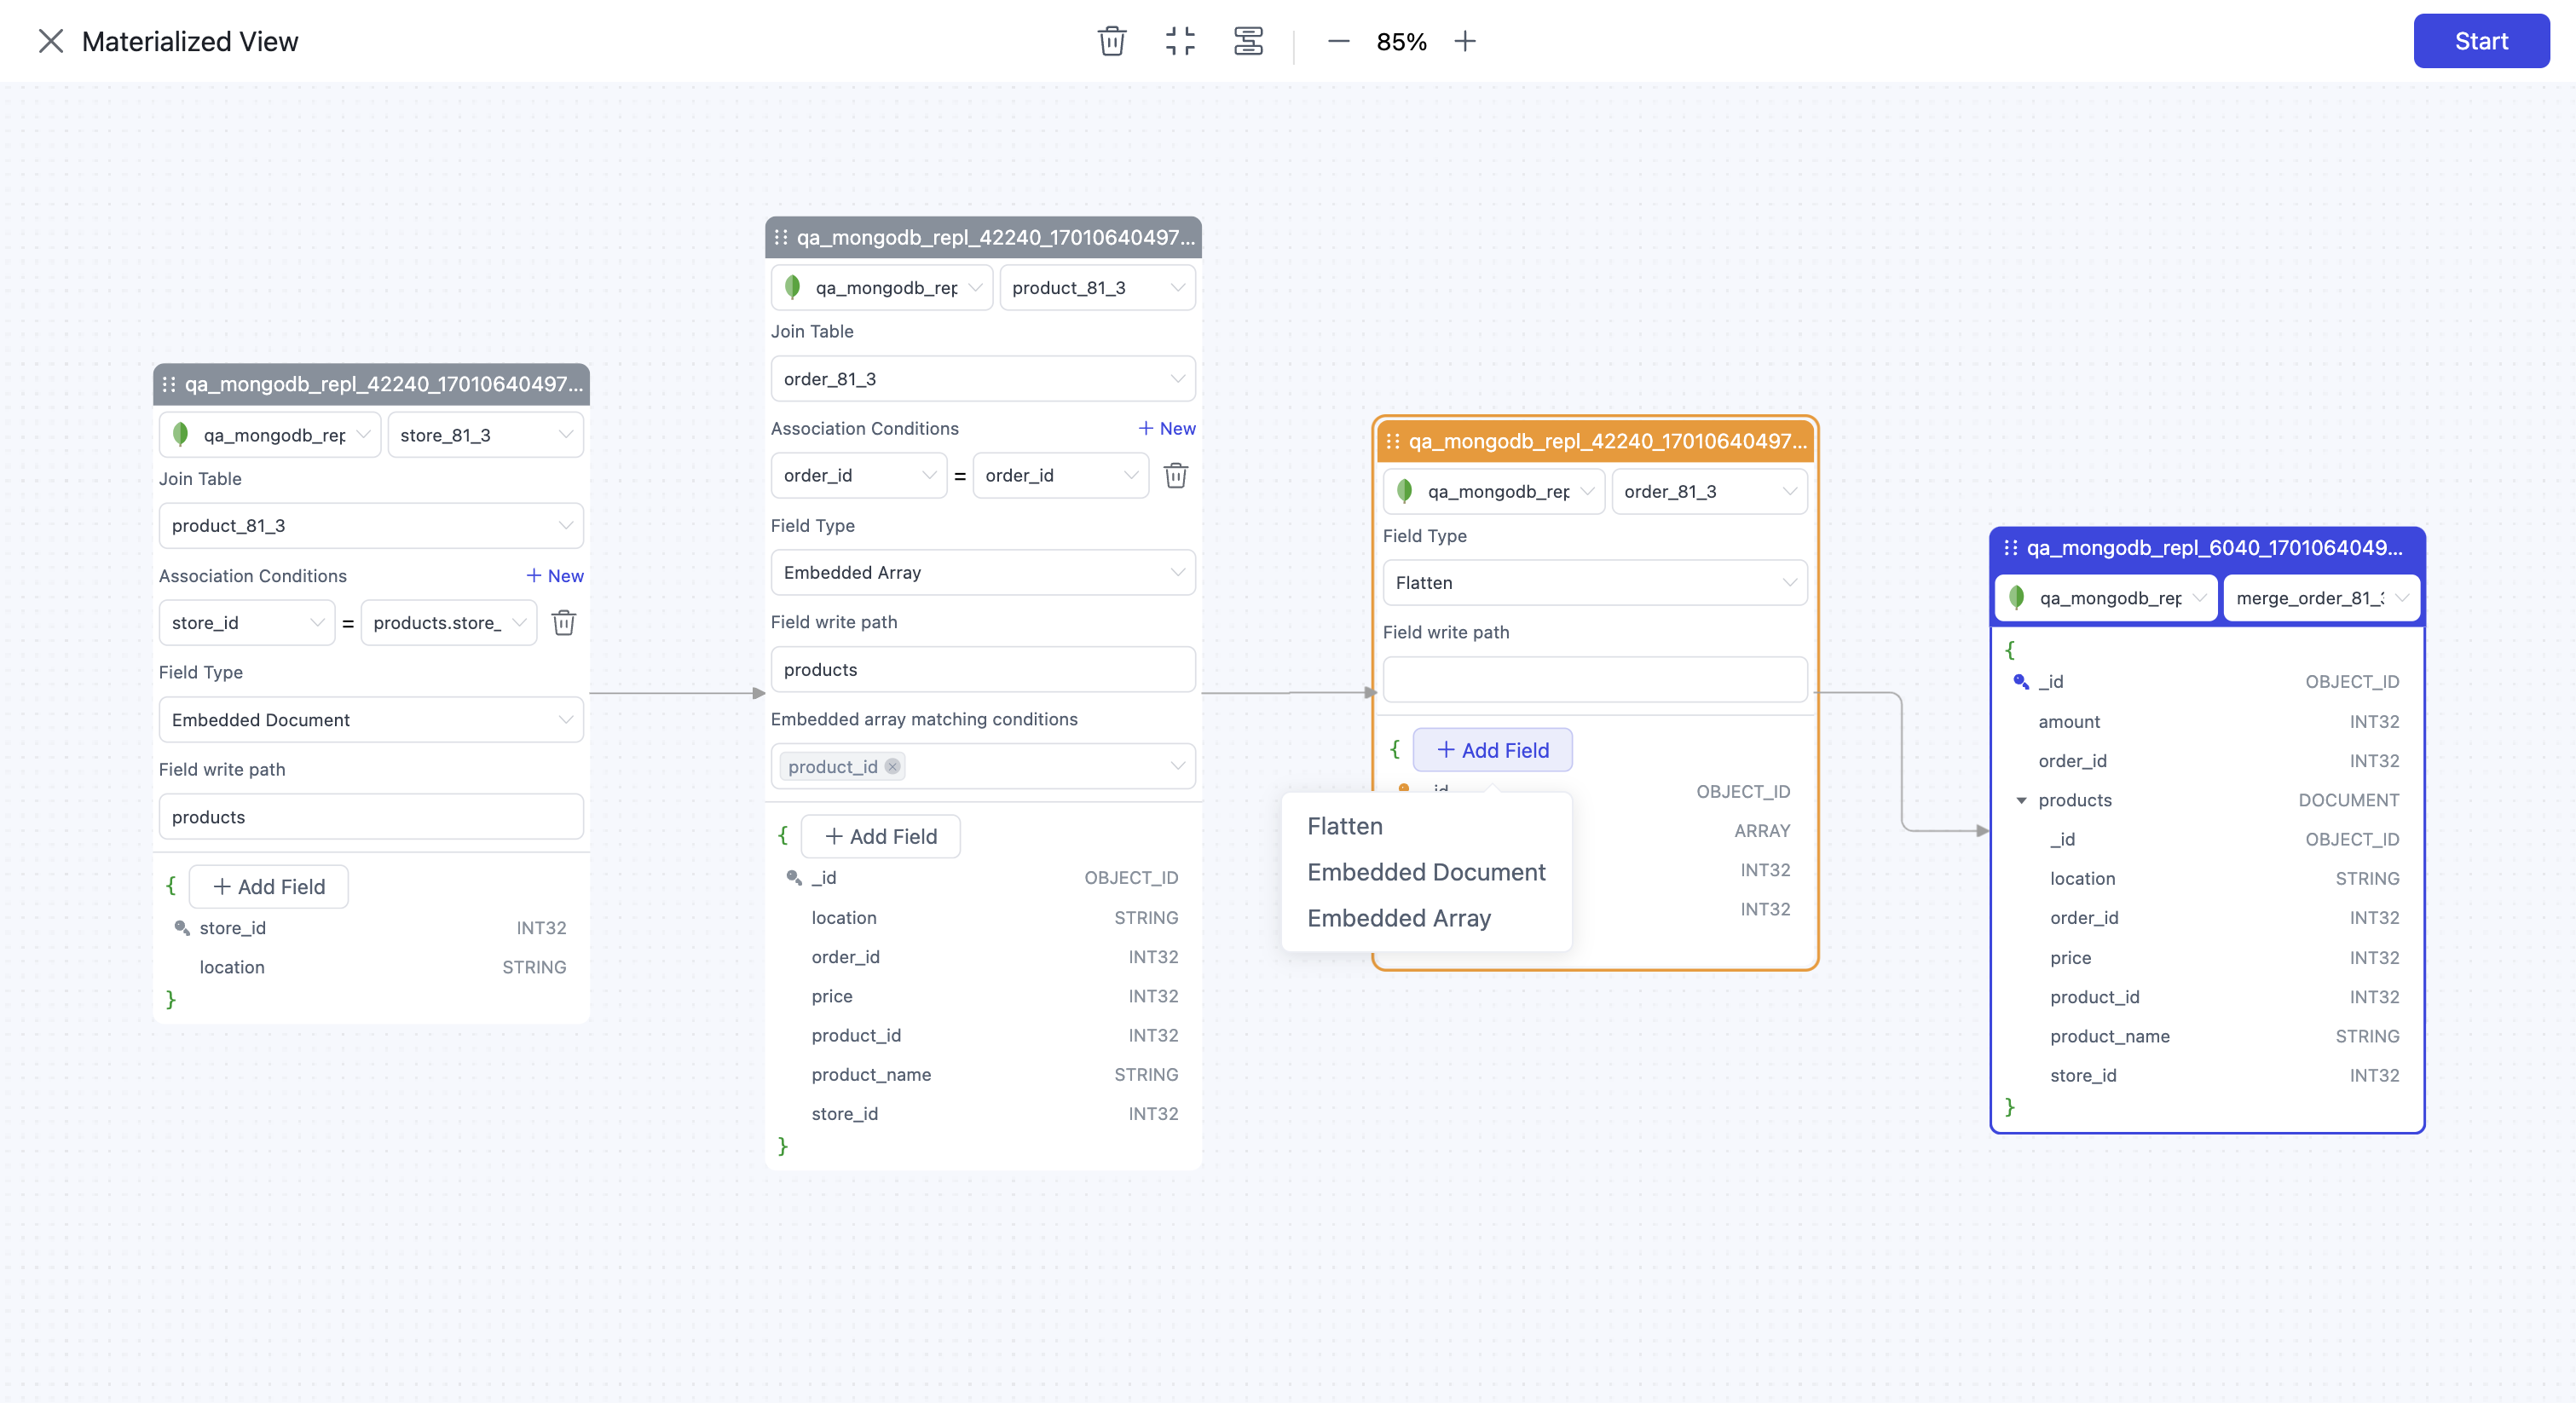 Materialized View
85%
Start
qa_mongodb_repl_42240_17010640497...
qa_mongodb_rep
store_81_3
Join Table
product_81_3
Association Conditions
+ New
store_id
=
products.store_
Field Type
Embedded Document
Field write path
products
{
+ Add Field
store_id INT32
location STRING
}
qa_mongodb_repl_42240_17010640497...
qa_mongodb_rep
product_81_3
Join Table
order_81_3
Association Conditions
+ New
order_id
=
order_id
Field Type
Embedded Array
Field write path
products
Embedded array matching conditions
product_id
{
+ Add Field
_id OBJECT_ID
location STRING
order_id INT32
price INT32
product_id INT32
product_name STRING
store_id INT32
}
qa_mongodb_repl_42240_17010640497...
qa_mongodb_rep
order_81_3
Field Type
Flatten
Field write path
{
+ Add Field
OBJECT_ID
ARRAY
INT32
INT32
Flatten
Embedded Document
Embedded Array
qa_mongodb_repl_6040_1701064049...
qa_mongodb_rep
merge_order_81_
{
_id OBJECT_ID
amount INT32
order_id INT32
products DOCUMENT
_id OBJECT_ID
location STRING
order_id INT32
price INT32
product_id INT32
product_name STRING
store_id INT32
}